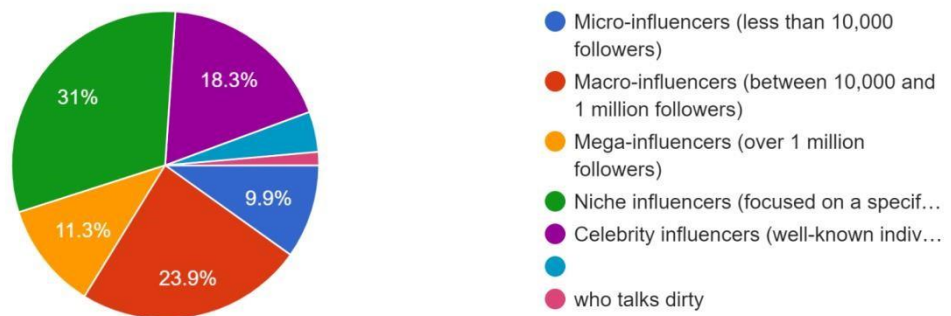 31%
18.3%
9.9%
11.3%
23.9%
Micro-influencers (less than 10,000
followers)
Macro-influencers (between 10,000 and
1 million followers)
Mega-influencers (over 1 million
followers)
Niche influencers (focused on a specif...
Celebrity influencers (well-known indiv...
who talks dirty